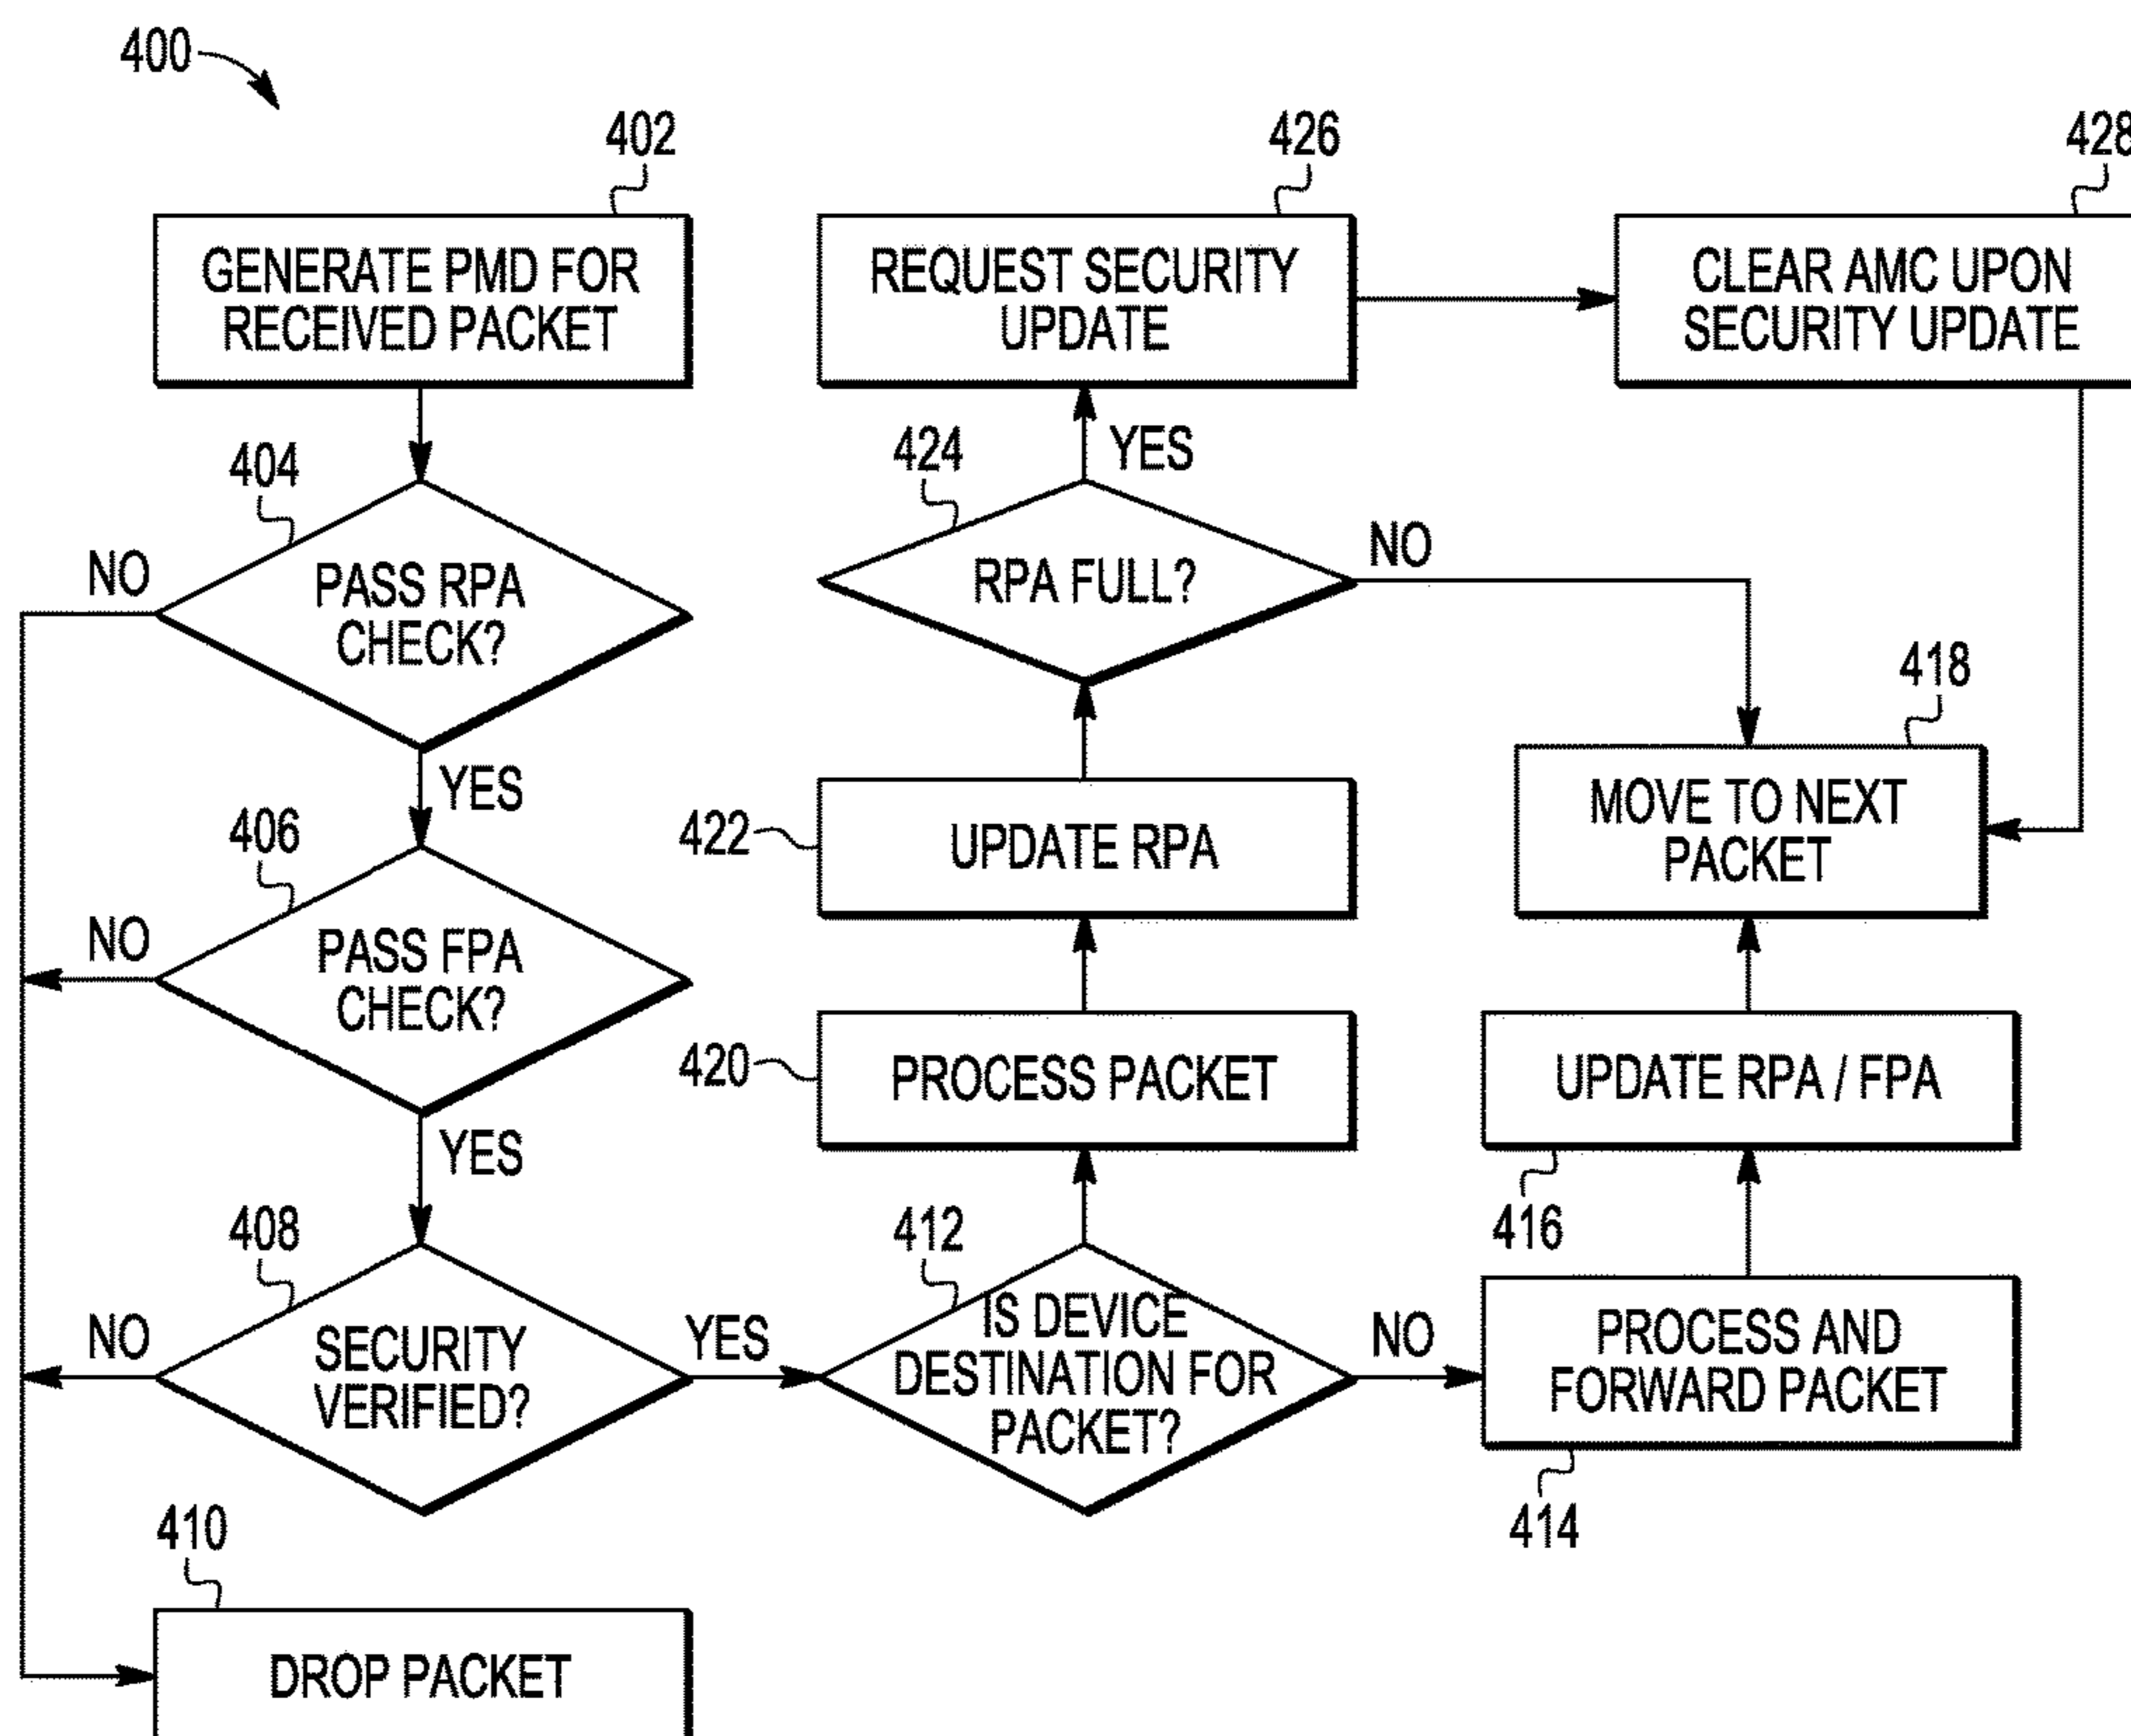 400
402
GENERATE PMD FOR
RECEIVED PACKET
404
NO
PASS RPA
CHECK?
YES
406
NO
PASS FPA
CHECK?
YES
408
NO
SECURITY
VERIFIED?
YES
410
DROP PACKET
412
IS DEVICE
DESTINATION FOR
PACKET?
NO
414
PROCESS AND
FORWARD PACKET
416
UPDATE RPA / FPA
418
MOVE TO NEXT
PACKET
420
PROCESS PACKET
422
UPDATE RPA
424
RPA FULL?
YES
NO
426
REQUEST SECURITY
UPDATE
428
CLEAR AMC UPON
SECURITY UPDATE